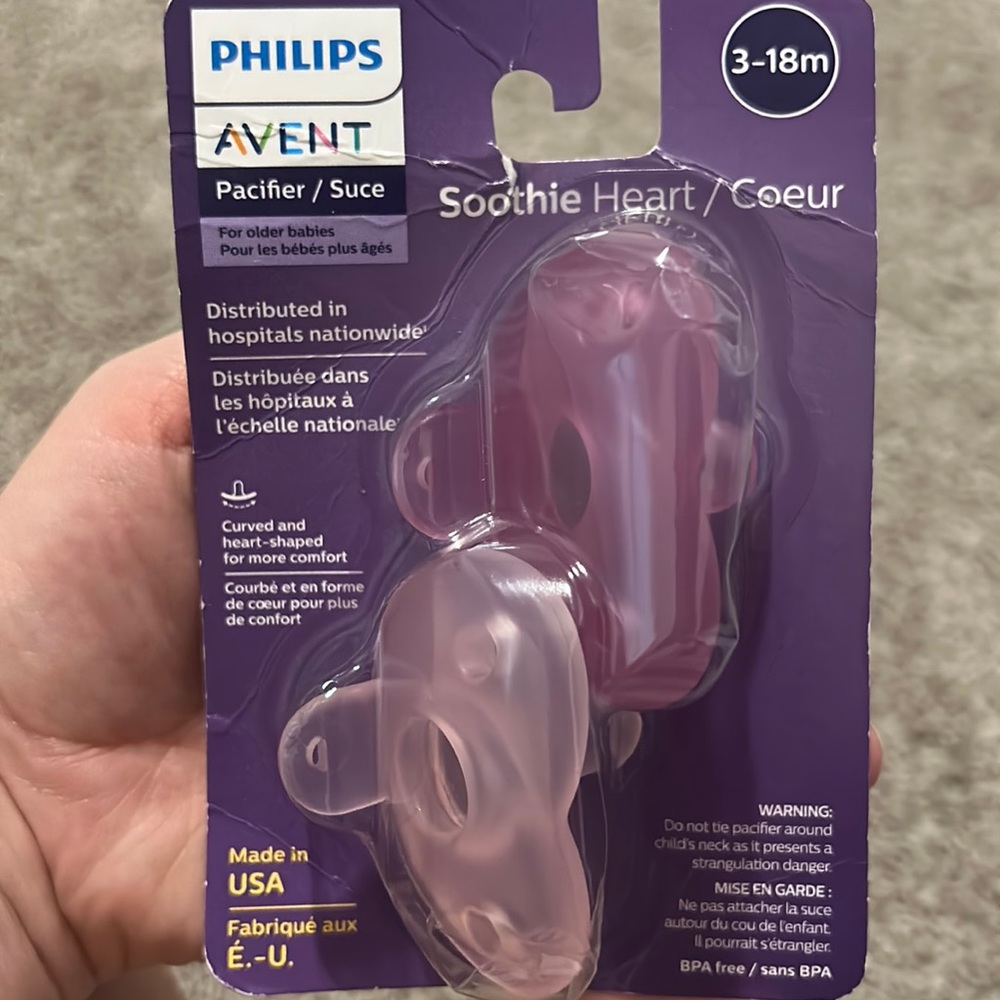 PHILIPS
AVENT
Pacifier / Suce
For older babies
Pour les bébés plus âgés
3-18m
Soothie Heart / Coeur
Distributed in
hospitals nationwide¹
Distribuée dans
les hôpitaux à
l'échelle nationale¹
Curved and
heart-shaped
for more comfort
Courbé et en forme
de cœur pour plus
de confort
Made in
USA
Fabriqué aux
É.-U.
WARNING:
Do not tie pacifier around
child's neck as it presents a
strangulation danger.
MISE EN GARDE :
Ne pas attacher la suce
autour du cou de l'enfant.
Il pourrait s'étrangler.
BPA free / sans BPA